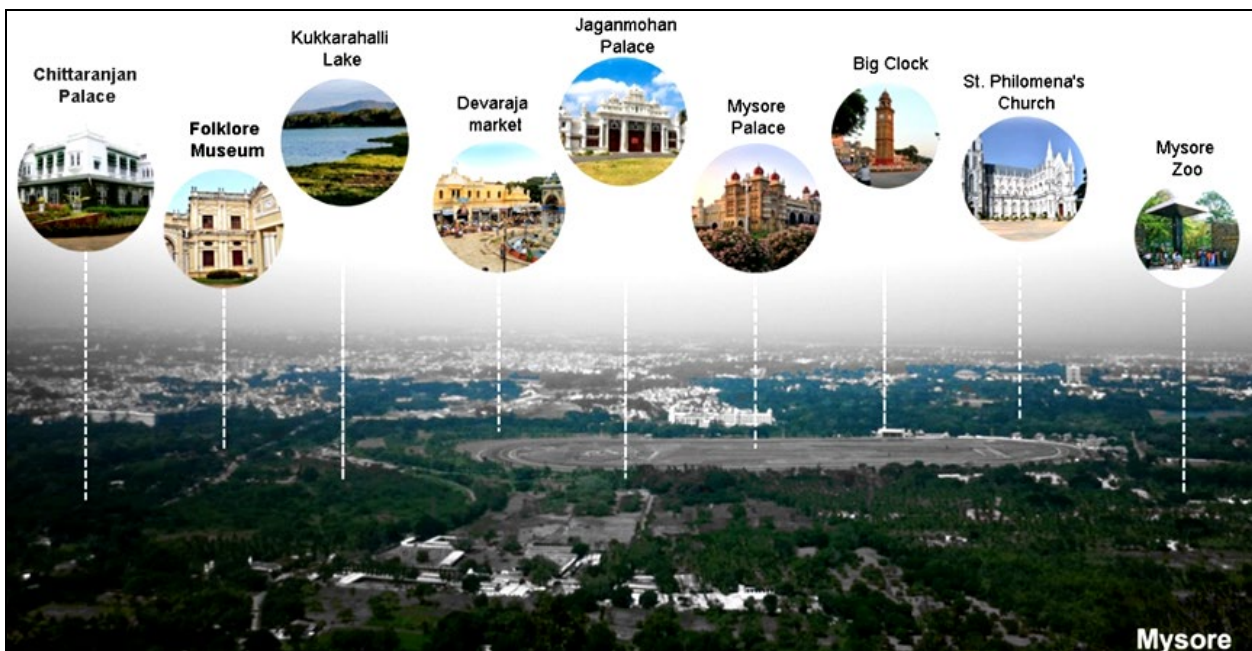 Chittaranjan
Palace
Folklore
Museum
Kukkarahalli
Lake
Devaraja
market
Jaganmohan
Palace
Mysore
Palace
Big Clock
St. Philomena's
Church
Mysore
Zoo
Mysore